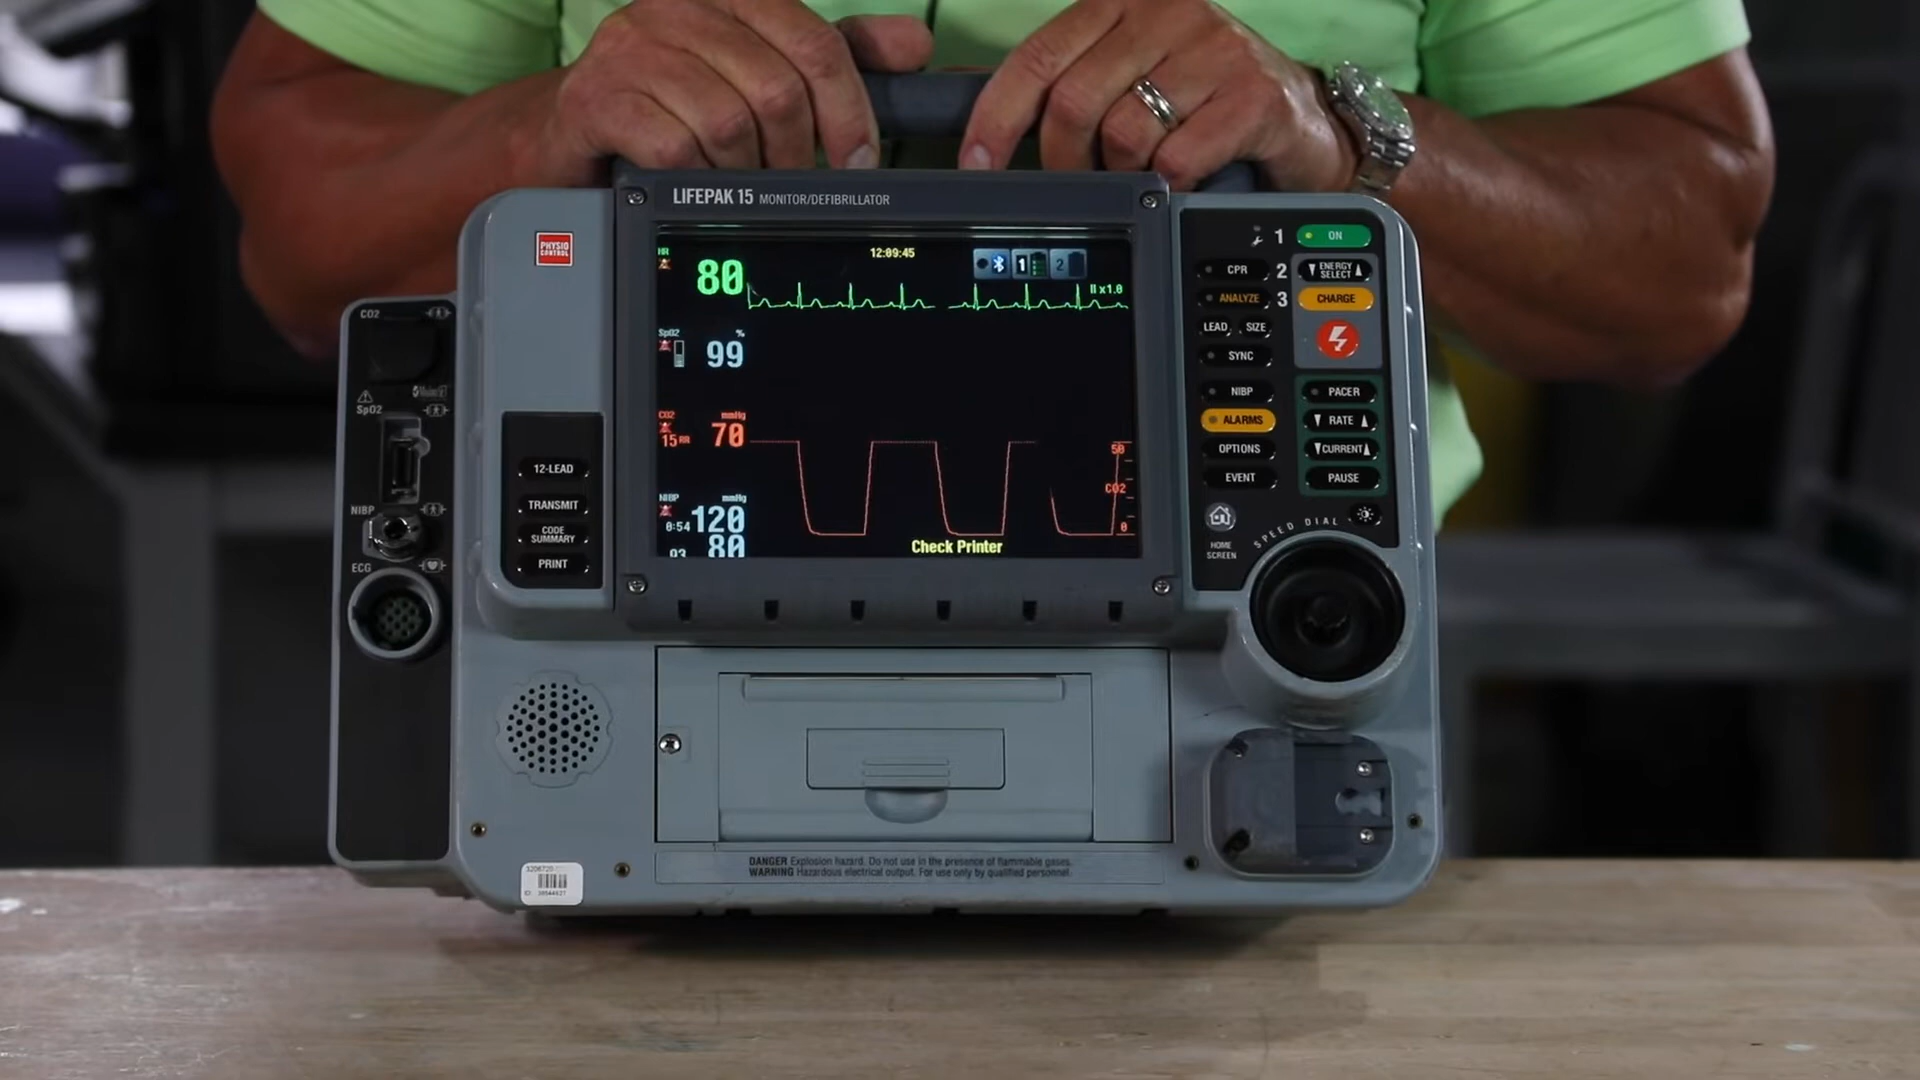 LIFEPAK 15 MONITOR/DEFIBRILLATOR
PHYSIO
CONTROL
HR
80
12:09:45
1
2
II x1.0
SpO2
%
99
CO2
mmHg
15 RR
70
50
CO2
0
NIBP
mmHg
0:54
120
80
93
Check Printer
CO2
SpO2
NIBP
ECG
12-LEAD
TRANSMIT
CODE
SUMMARY
PRINT
1 ON
CPR
2 ENERGY
SELECT
ANALYZE
3 CHARGE
LEAD SIZE
SYNC
NIBP
PACER
ALARMS
RATE
OPTIONS
CURRENT
EVENT
PAUSE
HOME
SCREEN
SPEED DIAL
DANGER Explosion hazard. Do not use in the presence of flammable gases.
WARNING Hazardous electrical output. For use only by qualified personnel.